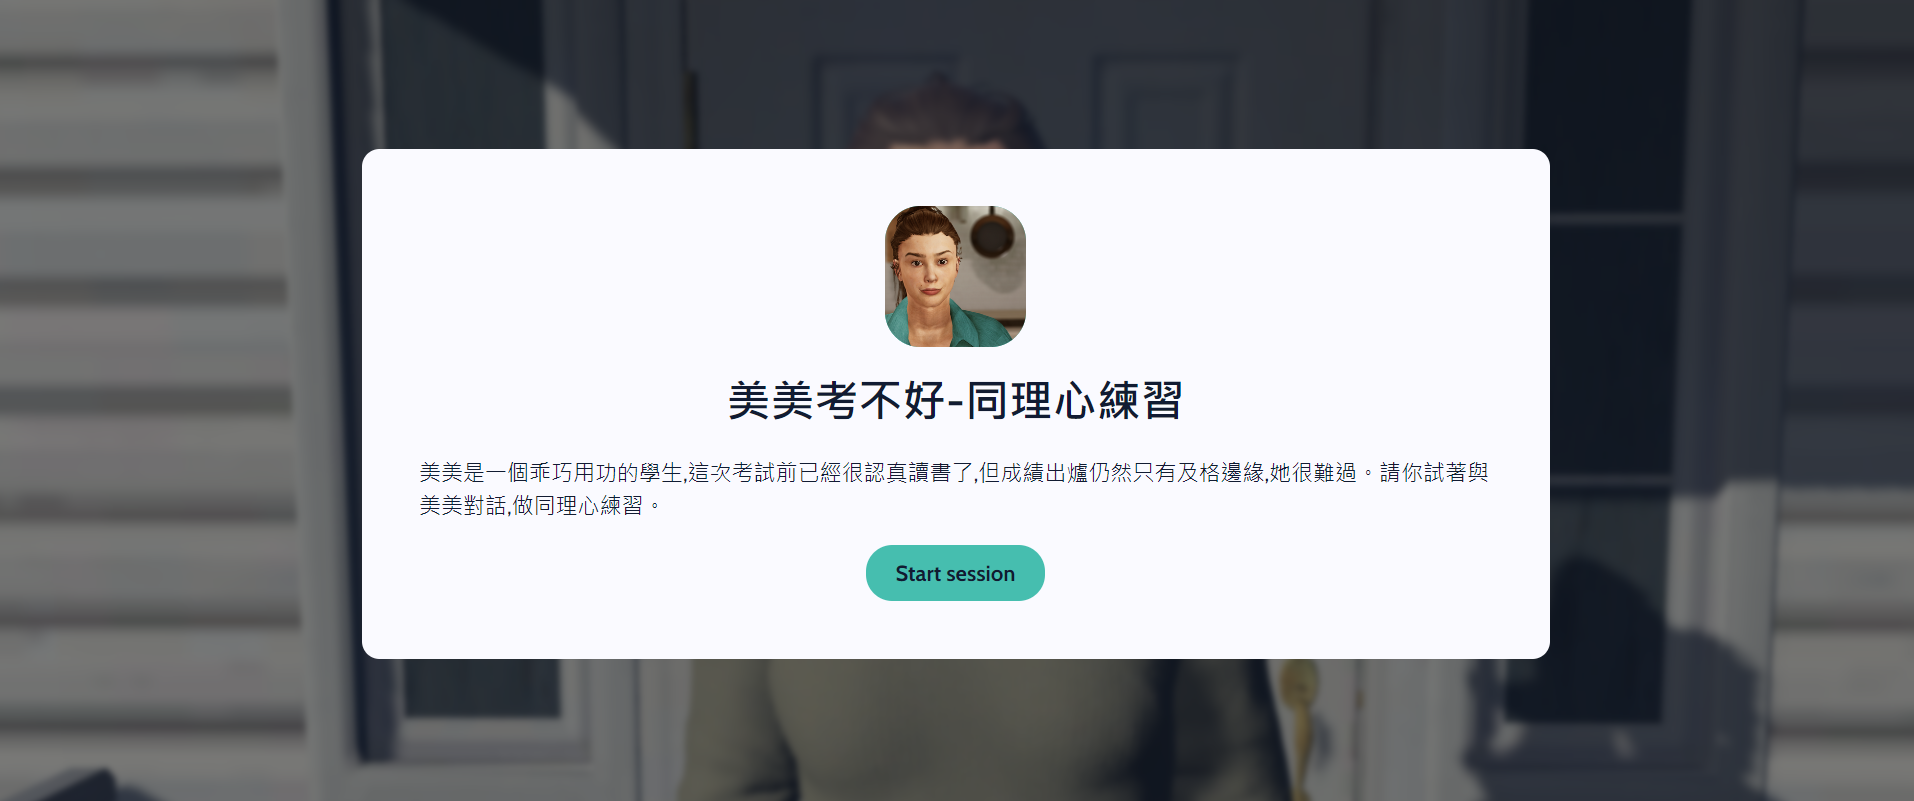 美美考不好-同理心練習
美美是一個乖巧用功的學生,這次考試前已經很認真讀書了,但成績出爐仍然只有及格邊緣,她很難過。請你試著與
美美對話,做同理心練習。
Start session